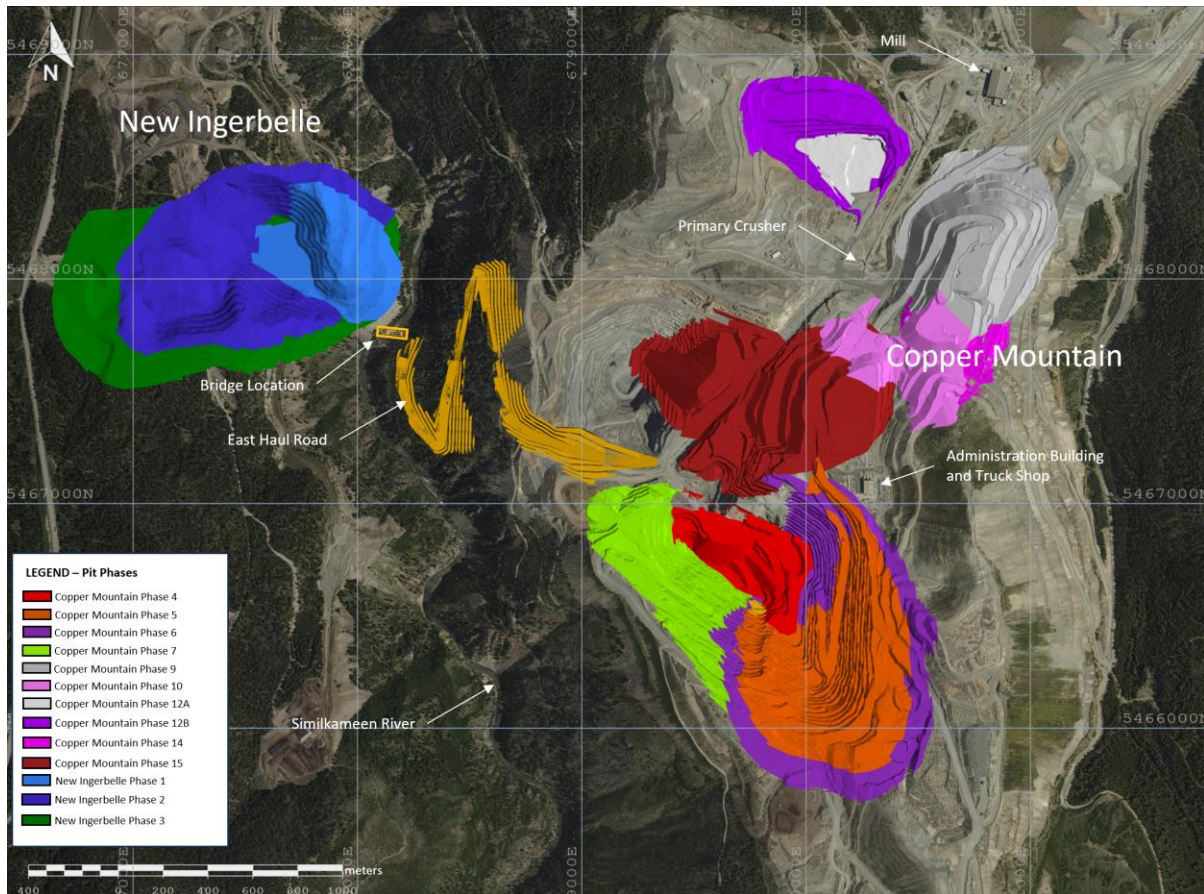 5469000N
5469000N
N
Mill
New Ingerbelle
Primary Crusher
5468000N
5468000N
Copper Mountain
Bridge Location
East Haul Road
Administration Building
and Truck Shop
5467000N
5467000N
LEGEND – Pit Phases
Copper Mountain Phase 4
Copper Mountain Phase 5
Copper Mountain Phase 6
Copper Mountain Phase 7
Copper Mountain Phase 9
Copper Mountain Phase 10
Copper Mountain Phase 12A
Copper Mountain Phase 12B
Copper Mountain Phase 14
Copper Mountain Phase 15
New Ingerbelle Phase 1
New Ingerbelle Phase 2
New Ingerbelle Phase 3
Similkameen River
5466000N
meters
400
0
200
400
600
800
1000